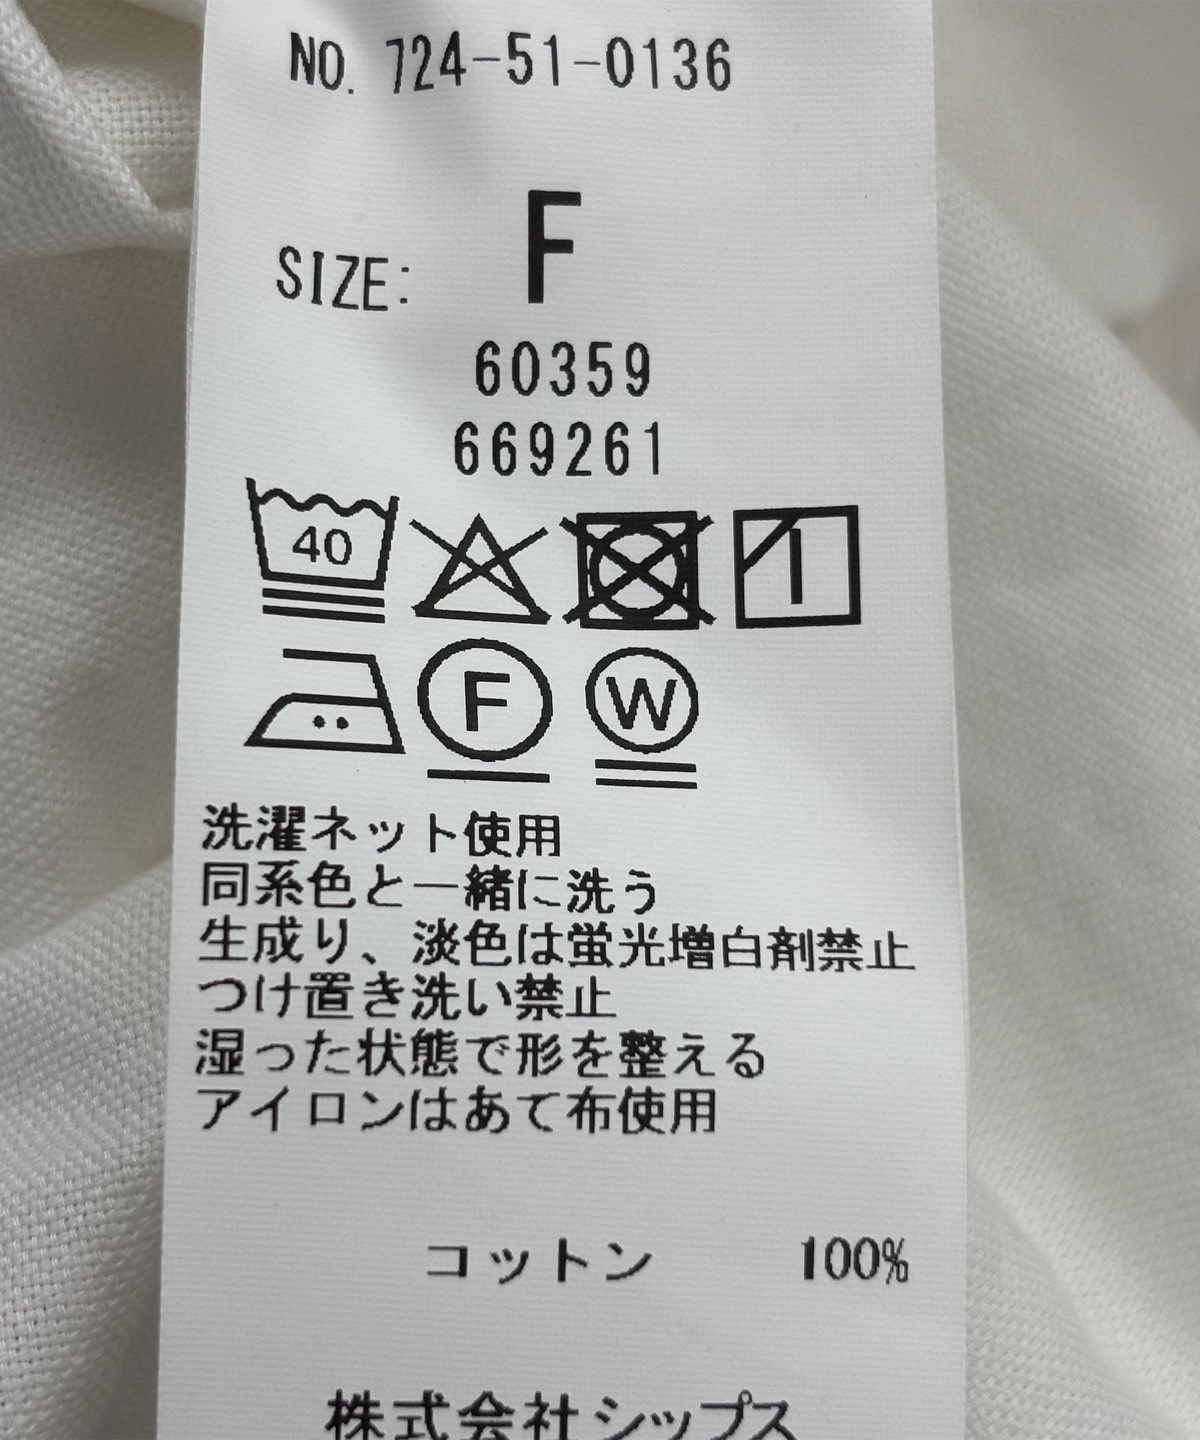 NO. 724-51-0136
SIZE: F
60359
669261
40
F W
洗濯ネット使用
同系色と一緒に洗う
生成り、淡色は蛍光増白剤禁止
つけ置き洗い禁止
湿った状態で形を整える
アイロンはあて布使用
コットン 100%
株式会社シップス